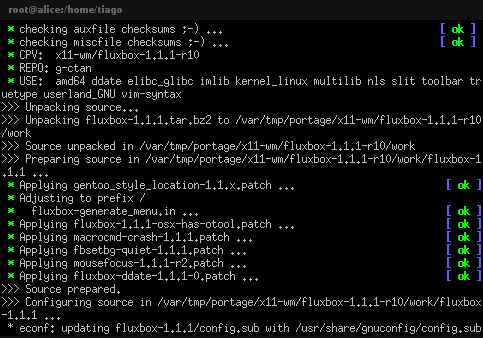 root@alice:/home/tiago
* checking auxfile checksums ;-) ... [ ok ]
* checking miscfile checksums ;-) ... [ ok ]
* CPV:  x11-wm/fluxbox-1.1.1-r10
* REPO: g-ctan
* USE:  amd64 ddate elibc_glibc imlib kernel_linux multilib nls slit toolbar tr
uetype userland_GNU vim-syntax
>>> Unpacking source...
>>> Unpacking fluxbox-1.1.1.tar.bz2 to /var/tmp/portage/x11-wm/fluxbox-1.1.1-r10
/work
>>> Source unpacked in /var/tmp/portage/x11-wm/fluxbox-1.1.1-r10/work
>>> Preparing source in /var/tmp/portage/x11-wm/fluxbox-1.1.1-r10/work/fluxbox-1
.1.1 ...
* Applying gentoo_style_location-1.1.x.patch ... [ ok ]
* Adjusting to prefix /
*   fluxbox-generate_menu.in ... [ ok ]
* Applying fluxbox-1.1.1-osx-has-otool.patch ... [ ok ]
* Applying macrocmd-crash-1.1.1.patch ... [ ok ]
* Applying fbsetbg-quiet-1.1.1.patch ... [ ok ]
* Applying mousefocus-1.1.1-r2.patch ... [ ok ]
* Applying fluxbox-ddate-1.1.1-0.patch ... [ ok ]
>>> Source prepared.
>>> Configuring source in /var/tmp/portage/x11-wm/fluxbox-1.1.1-r10/work/fluxbox
-1.1.1 ...
* econf: updating fluxbox-1.1.1/config.sub with /usr/share/gnuconfig/config.sub